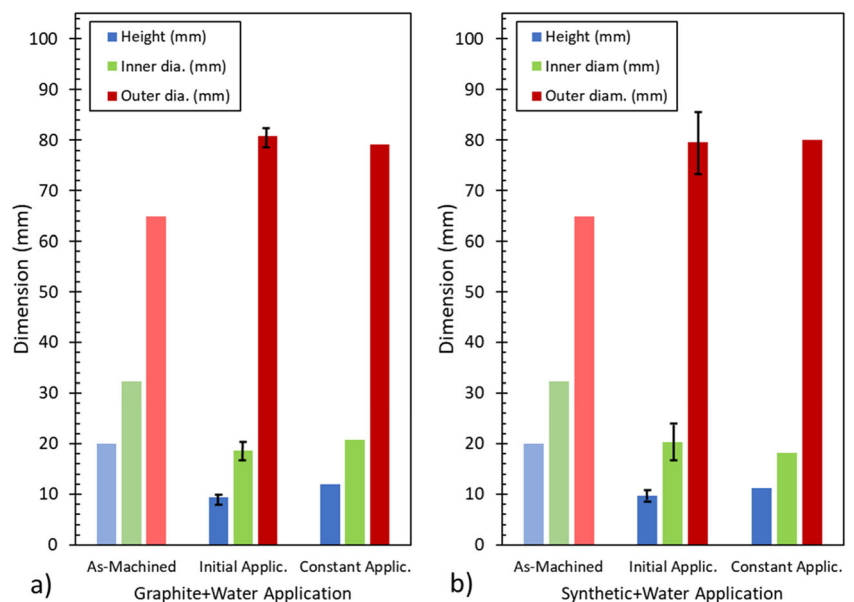 Height (mm)
Inner dia. (mm)
Outer dia. (mm)
100
90
80
70
60
50
40
30
20
10
0
Dimension (mm)
As-Machined Initial Applic. Constant Applic.
a) Graphite+Water Application
Height (mm)
Inner diam (mm)
Outer diam. (mm)
100
90
80
70
60
50
40
30
20
10
0
Dimension (mm)
As-Machined Initial Applic. Constant Applic.
b) Synthetic+Water Application